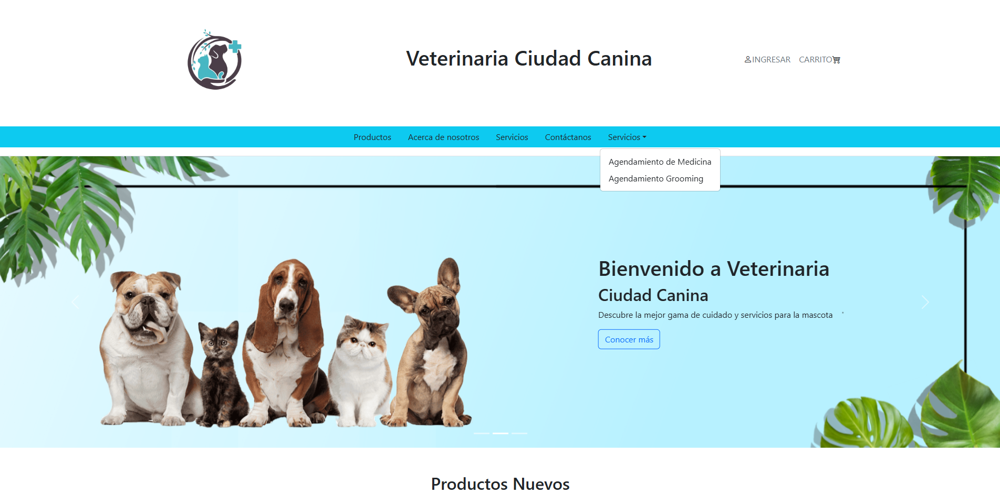 Veterinaria Ciudad Canina
INGRESAR CARRITO
Productos Acerca de nosotros Servicios Contáctanos Servicios
Agendamiento de Medicina
Agendamiento Grooming
Bienvenido a Veterinaria
Ciudad Canina
Descubre la mejor gama de cuidado y servicios para la mascota
Conocer más
Productos Nuevos